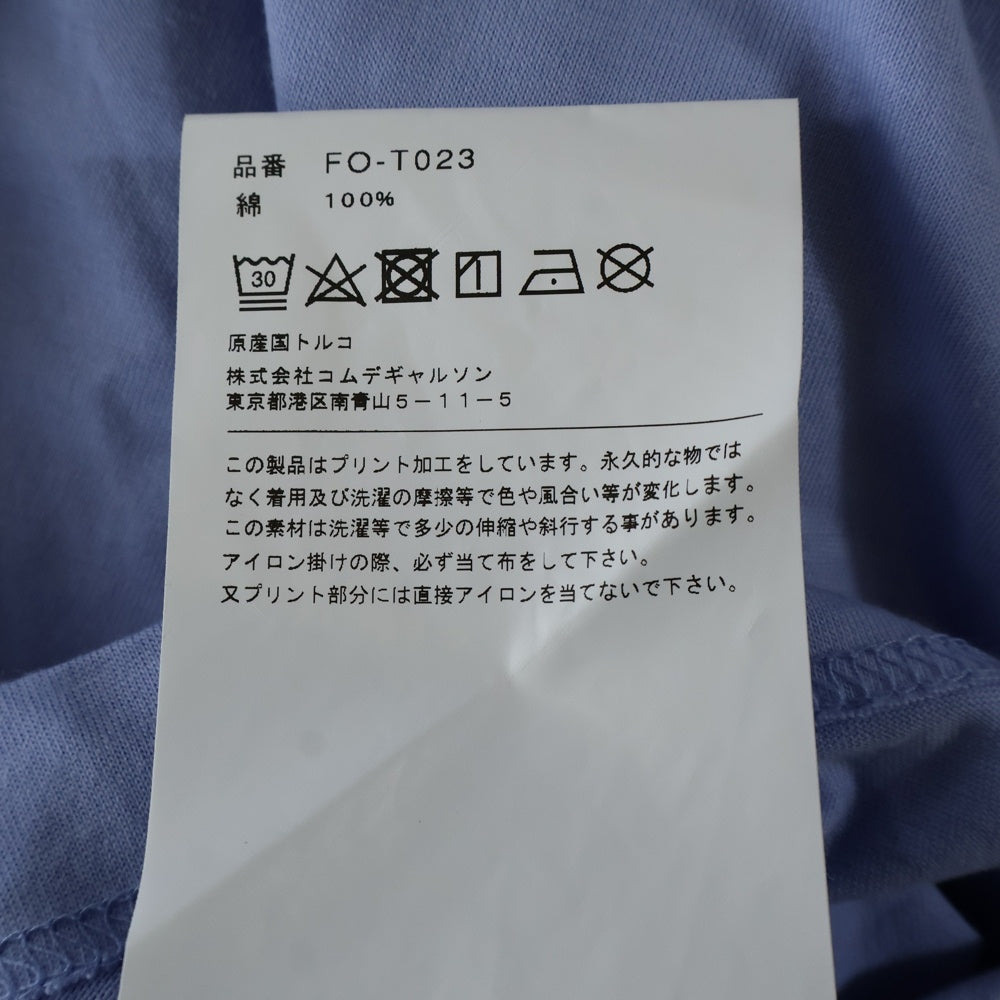 品番 FO-T023
綿 100%
30
原産国トルコ
株式会社コムデギャルソン
東京都港区南青山5－11－5
この製品はプリント加工をしています。永久的な物では
なく着用及び洗濯の摩擦等で色や風合い等が変化します。
この素材は洗濯等で多少の伸縮や斜行する事があります。
アイロン掛けの際、必ず当て布をして下さい。
又プリント部分には直接アイロンを当てないで下さい。